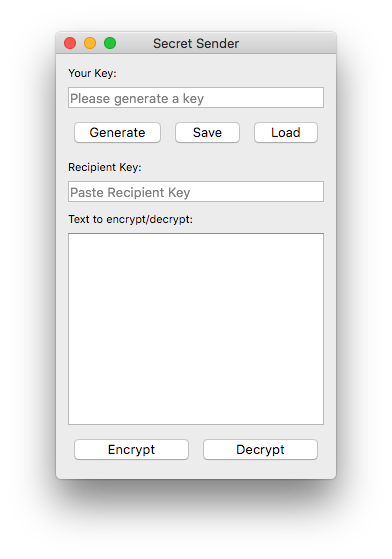 Secret Sender
Your Key:
Please generate a key
Generate Save Load
Recipient Key:
Paste Recipient Key
Text to encrypt/decrypt:
Encrypt Decrypt